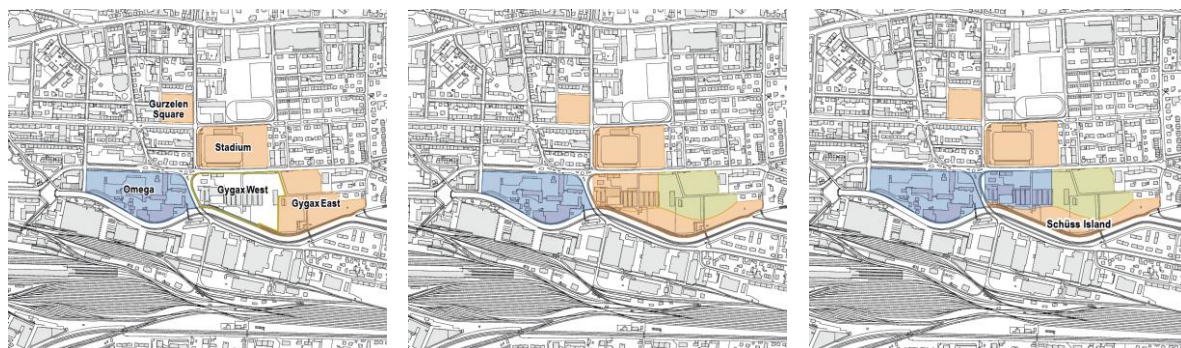 Gurzelen
Square
Stadium
Omega
Gygax West
Gygax East
Schüss Island